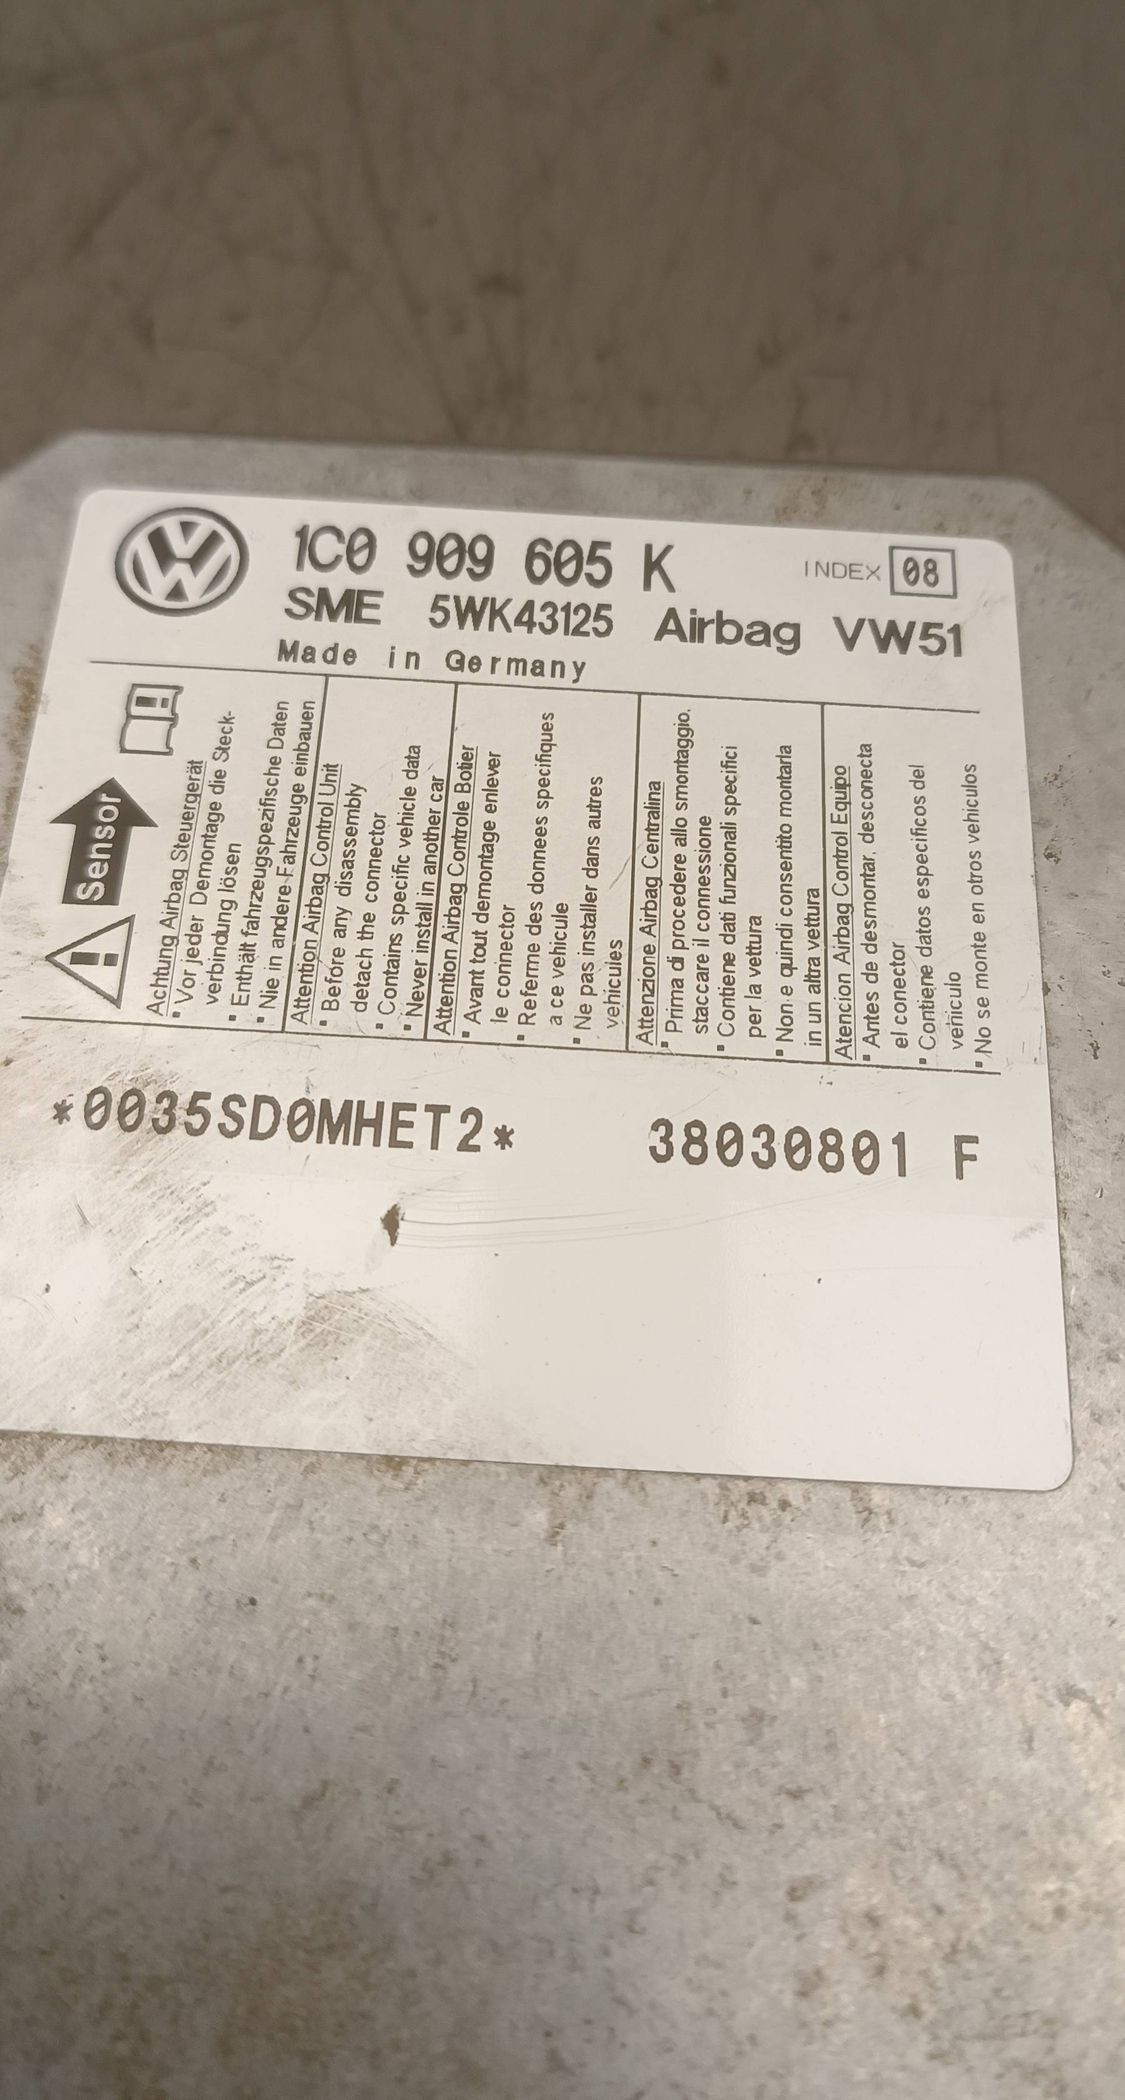 1C0 909 605 K
INDEX 08
SME 5WK43125 Airbag VW51
Made in Germany
Sensor
Achtung Airbag Steuergerät
▪ Vor jeder Demontage die Steck-
verbindung lösen
▪ Enthält fahrzeugspezifische Daten
▪ Nie in andere Fahrzeuge einbauen
Attention Airbag Control Unit
▪ Before any disassembly
detach the connector
▪ Contains specific vehicle data
▪ Never install in another car
Attention Airbag Controle Botier
▪ Avant tout demontage enlever
le connector
▪ Referme des donnees specifiques
a ce vehicule
▪ Ne pas installer dans autres
vehicules
Attenzione Airbag Centralina
▪ Prima di procedere allo smontaggio,
staccare il connessione
▪ Contiene dati funzionali specifici
per la vettura
▪ Non e quindi consentito montarla
in un altra vettura
Atencion Airbag Control Equipo
▪ Antes de desmontar, desconecta
el conector
▪ Contiene datos especificos del
vehiculo
▪ No se monte en otros vehiculos
*0035SD0MHET2* 38030801 F